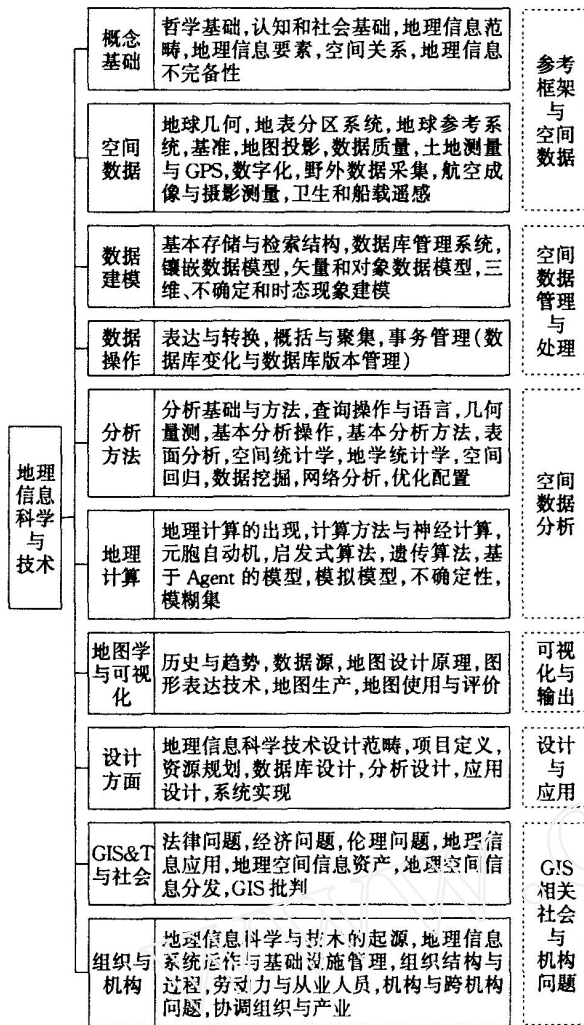 地理
信息
科学
与
技术
概念
基础
哲学基础,认知和社会基础,地理信息范
畴,地理信息要素,空间关系,地理信息
不完备性
空间
数据
地球几何,地表分区系统,地球参考系
统,基准,地图投影,数据质量,土地测量
与GPS,数字化,野外数据采集,航空成
像与摄影测量,卫生和船载遥感
参考
框架
与
空间
数据
数据
建模
基本存储与检索结构,数据库管理系统,
镶嵌数据模型,矢量和对象数据模型,三
维、不确定和时态现象建模
数据
操作
表达与转换,概括与聚集,事务管理(数
据库变化与数据库版本管理)
空间
数据
管理
与
处理
分析
方法
分析基础与方法,查询操作与语言,几何
量测,基本分析操作,基本分析方法,表
面分析,空间统计学,地学统计学,空间
回归,数据挖掘,网络分析,优化配置
地理
计算
地理计算的出现,计算方法与神经计算,
元胞自动机,启发式算法,遗传算法,基
于 Agent 的模型,模拟模型,不确定性,
模糊集
空间
数据
分析
地图学
与可视
化
历史与趋势,数据源,地图设计原理,图
形表达技术,地图生产,地图使用与评价
可视
化与
输出
设计
方面
地理信息科学技术设计范畴,项目定义,
资源规划,数据库设计,分析设计,应用
设计,系统实现
设计
与
应用
GIS&T
与社会
法律问题,经济问题,伦理问题,地理信
息应用,地理空间信息资产,地理空间信
息分发,GIS批判
组织与
机构
地理信息科学与技术的起源,地理信息
系统运作与基础设施管理,组织结构与
过程,劳动力与从业人员,机构与跨机构
问题,协调组织与产业
GIS
相关
社会
与
机构
问题